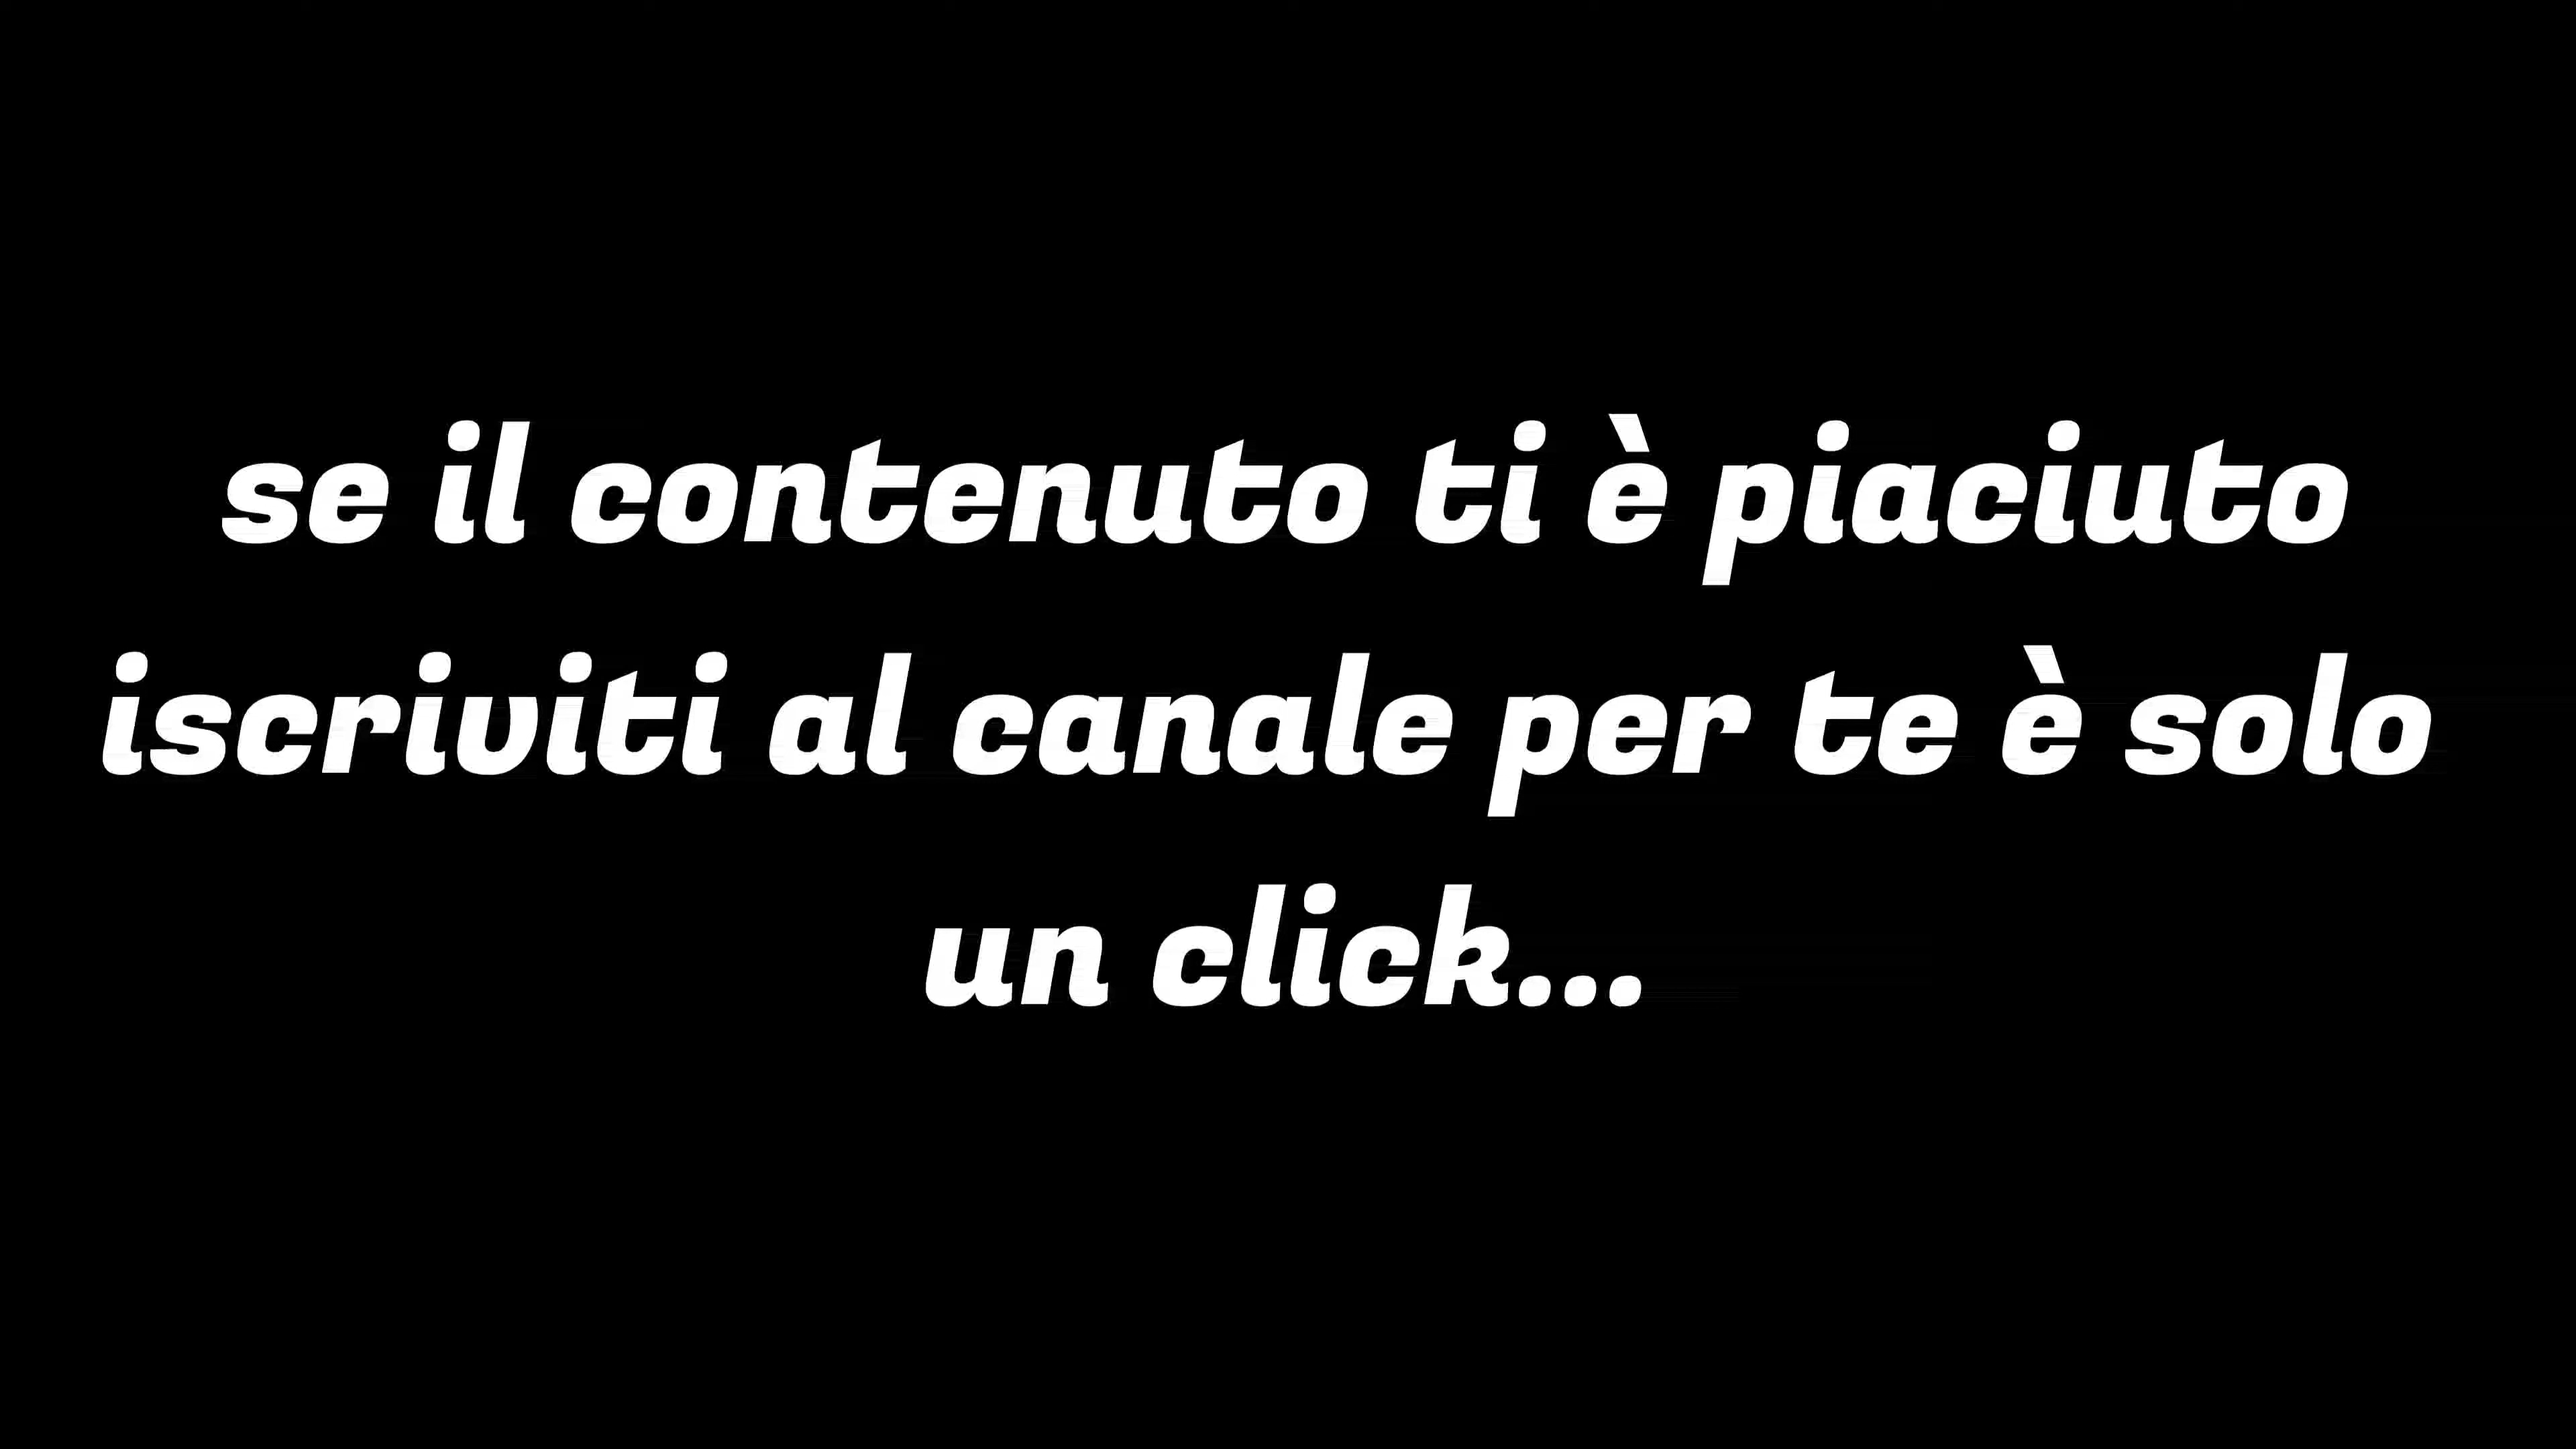 se il contenuto ti è piaciuto
iscriviti al canale per te è solo
un click...